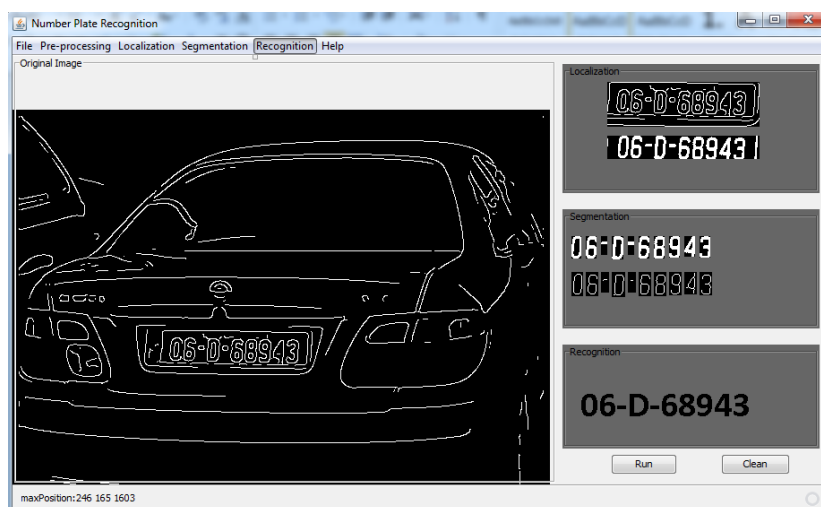 Number Plate Recognition
File Pre-processing Localization Segmentation Recognition Help
Original Image
06-D-68943
Localization
06-D-68943
06-D-68943
Segmentation
06-D-68943
06-D-68943
Recognition
06-D-68943
Run Clean
maxPosition:246 165 1603